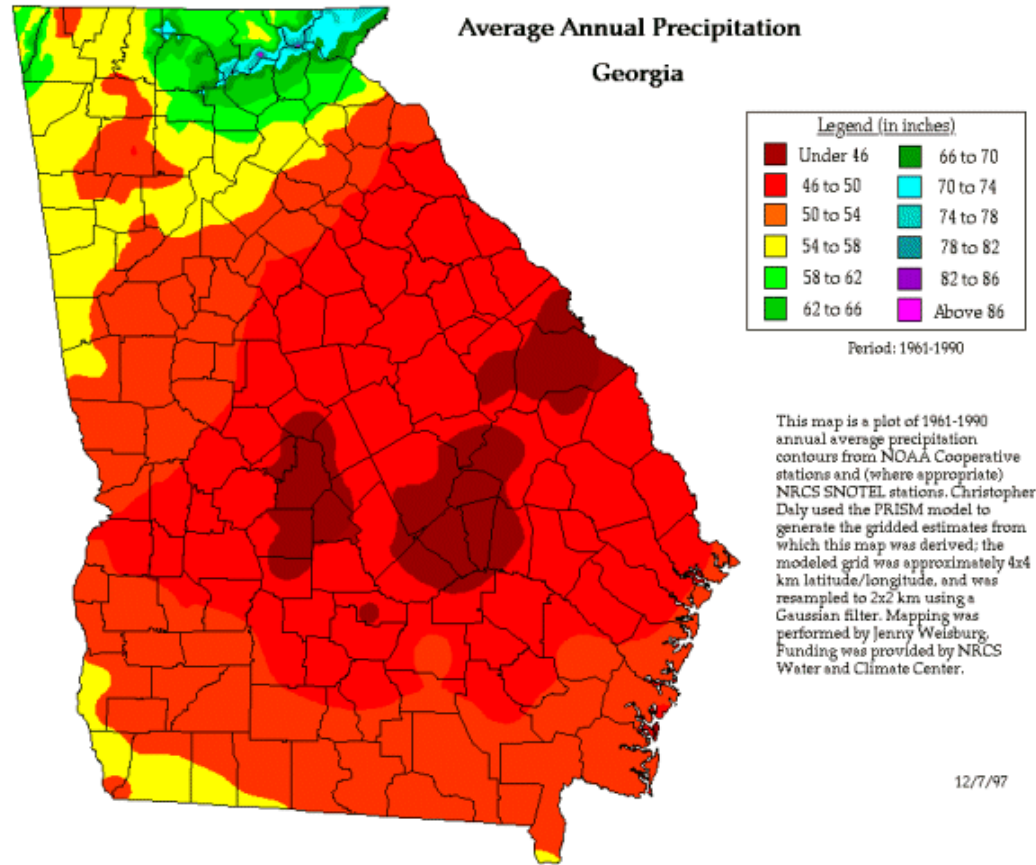 Average Annual Precipitation
Georgia
Legend (in inches)
Under 46
46 to 50
50 to 54
54 to 58
58 to 62
62 to 66
66 to 70
70 to 74
74 to 78
78 to 82
82 to 86
Above 86
Period: 1961-1990
This map is a plot of 1961-1990
annual average precipitation
contours from NOAA Cooperative
stations and (where appropriate)
NRCS SNOTEL stations. Christopher
Daly used the PRISM model to
generate the gridded estimates from
which this map was derived; the
modeled grid was approximately 4x4
km latitude/longitude, and was
resampled to 2x2 km using a
Gaussian filter. Mapping was
performed by Jenny Weisburg.
Funding was provided by NRCS
Water and Climate Center.
12/7/97